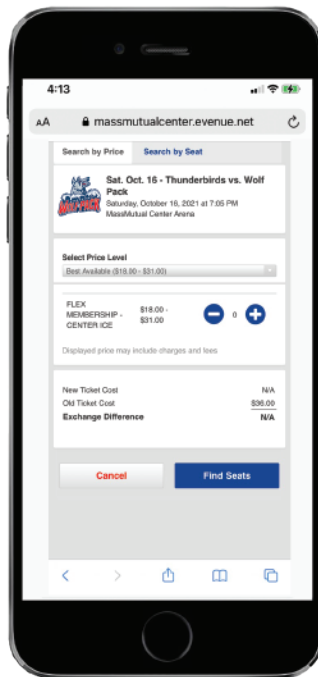 4:13
AA massmutualcenter.evenue.net
Search by Price Search by Seat
Sat. Oct. 16 - Thunderbirds vs. Wolf
Pack
Saturday, October 16, 2021 at 7:05 PM
MassMutual Center Arena
Select Price Level
Best Available ($18.00 - $31.00)
FLEX
MEMBERSHIP -
CENTER ICE
$18.00 -
$31.00
0
Displayed price may include charges and fees
New Ticket Cost N/A
Old Ticket Cost $36.00
Exchange Difference N/A
Cancel Find Seats